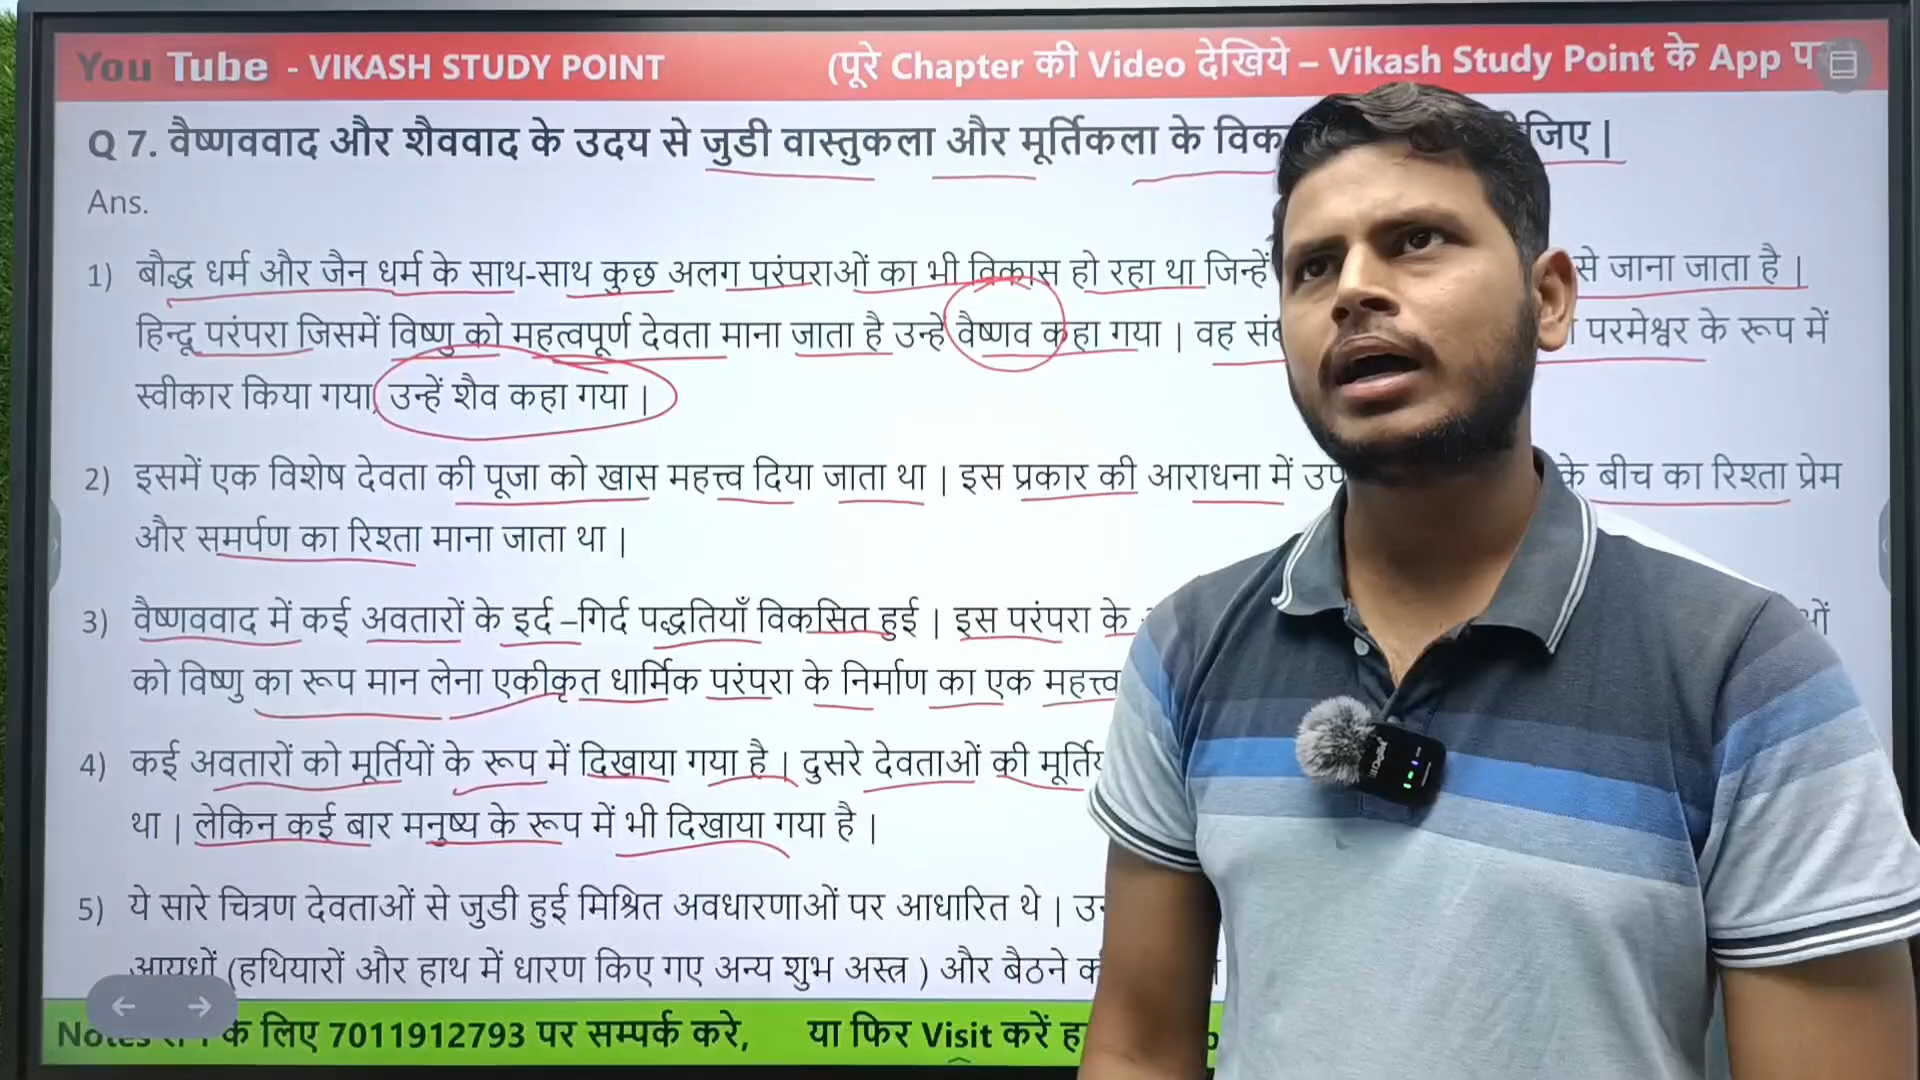 You Tube - VIKASH STUDY POINT (पूरे Chapter की Video देखिये – Vikash Study Point के App
Q 7. वैष्णववाद और शैववाद के उदय से जुडी वास्तुकला और मूर्तिकला के
Ans.
1) बौद्ध धर्म और जैन धर्म के साथ-साथ कुछ अलग परंपराओं का भी विकास हो रहा था जिन्हें से जाना जाता है |
हिन्दू परंपरा जिसमें विष्णु को महत्वपूर्ण देवता माना जाता है उन्हे वैष्णव कहा गया | वह परमेश्वर के रूप में
स्वीकार किया गया, उन्हें शैव कहा गया |
2) इसमें एक विशेष देवता की पूजा को खास महत्त्व दिया जाता था | इस प्रकार की आराधना में के बीच का रिश्ता प्रेम
और समर्पण का रिश्ता माना जाता था |
3) वैष्णववाद में कई अवतारों के इर्द –गिर्द पद्धतियाँ विकसित हुई | इस परंपरा के
को विष्णु का रूप मान लेना एकीकृत धार्मिक परंपरा के निर्माण का एक
4) कई अवतारों को मूर्तियों के रूप में दिखाया गया है | दुसरे देवताओं की
था | लेकिन कई बार मनुष्य के रूप में भी दिखाया गया है |
5) ये सारे चित्रण देवताओं से जुडी हुई मिश्रित अवधारणाओं पर आधारित थे |
आयुधों (हथियारों और हाथ में धारण किए गए अन्य शुभ अस्त्र ) और बैठने
के लिए 7011912793 पर सम्पर्क करे, या फिर Visit करें